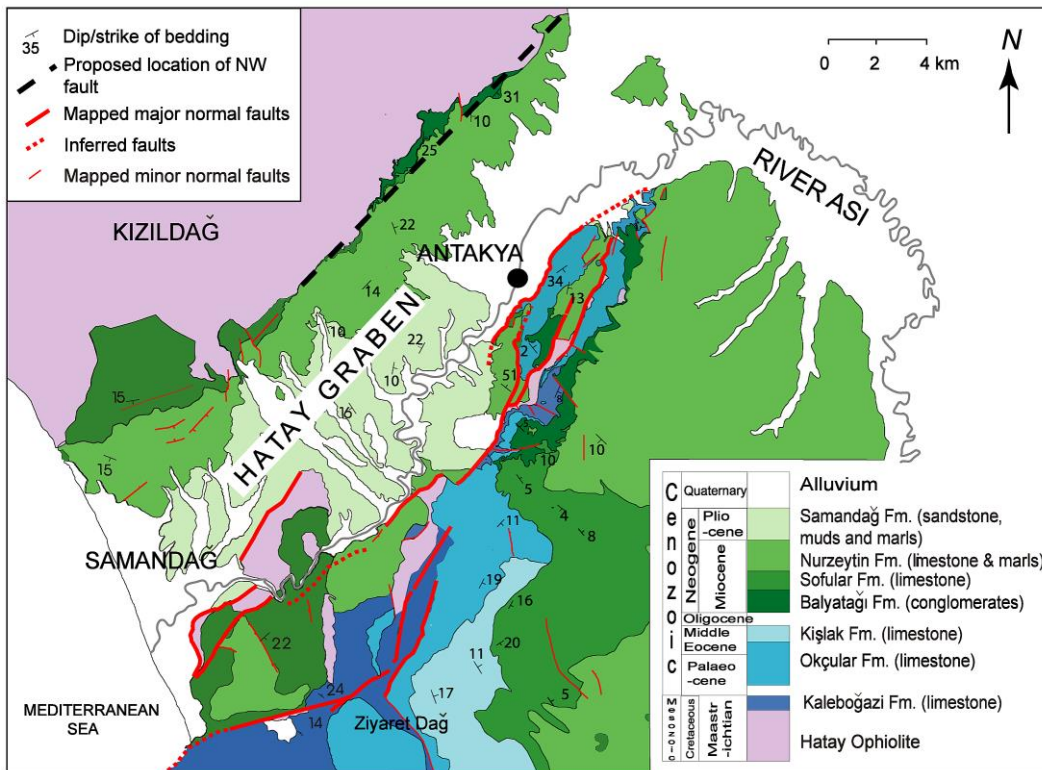 Dip/strike of bedding
35
Proposed location of NW
fault
Mapped major normal faults
Inferred faults
Mapped minor normal faults
0 2 4 km
N
31
10
25
RIVER ASI
KIZILDAĞ
22
ANTAKYA
34
14
13
10
22
2
HATAY GRABEN
10
51
15
16
10
10
15
5
4
11
8
SAMANDAĞ
19
16
22
20
11
24
17
5
MEDITERRANEAN
SEA
14
Ziyaret Dağ
Cenozoic
Quaternary
Alluvium
Neogene
Plio
-cene
Samandağ Fm. (sandstone,
muds and marls)
Miocene
Nurzeytin Fm. (limestone & marls)
Sofular Fm. (limestone)
Balyatağı Fm. (conglomerates)
Oligocene
Middle
Eocene
Kişlak Fm. (limestone)
Palaeo
-cene
Okçular Fm. (limestone)
Mesozoic
Cretaceous
Maastr
-ichtian
Kaleboğazi Fm. (limestone)
Hatay Ophiolite